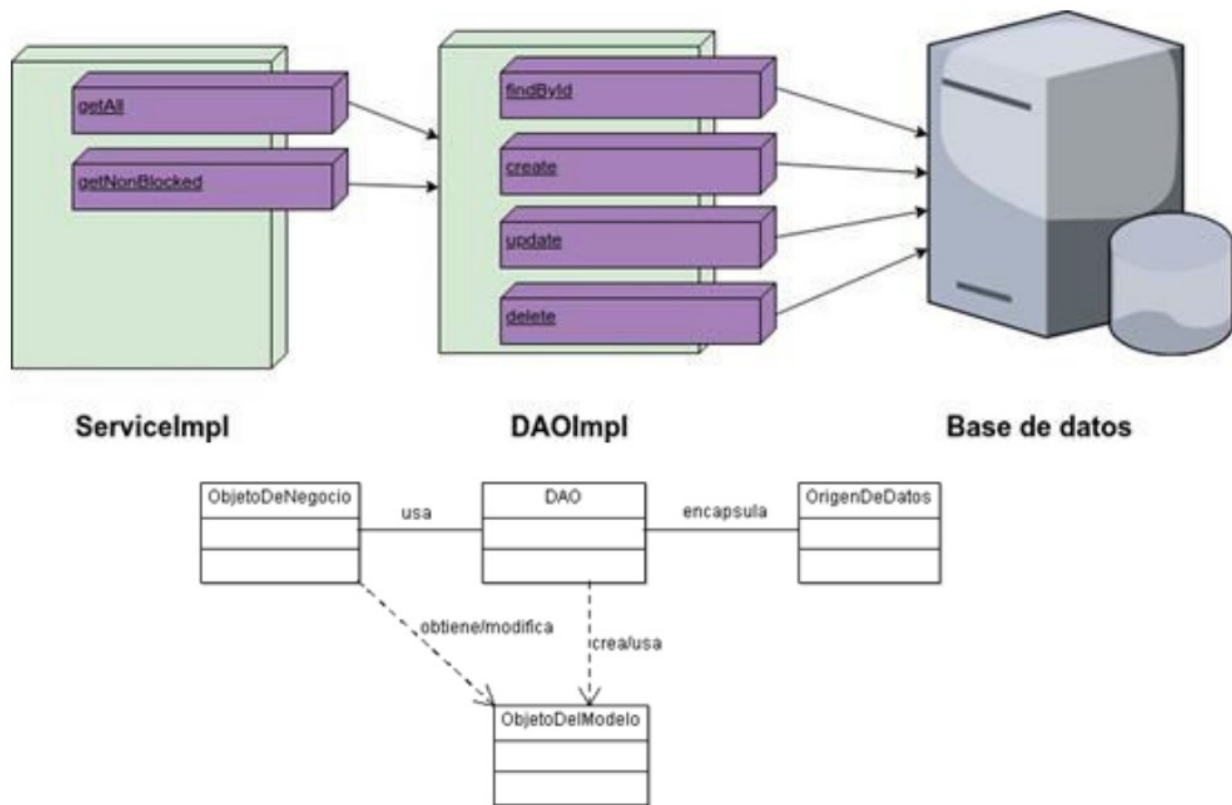 getAll
getNonBlocked
findById
create
update
delete
ServiceImpl
DAOImpl
Base de datos
ObjetoDeNegocio
usa
DAO
encapsula
OrigenDeDatos
obtiene/modifica
crea/usa
ObjetoDelModelo